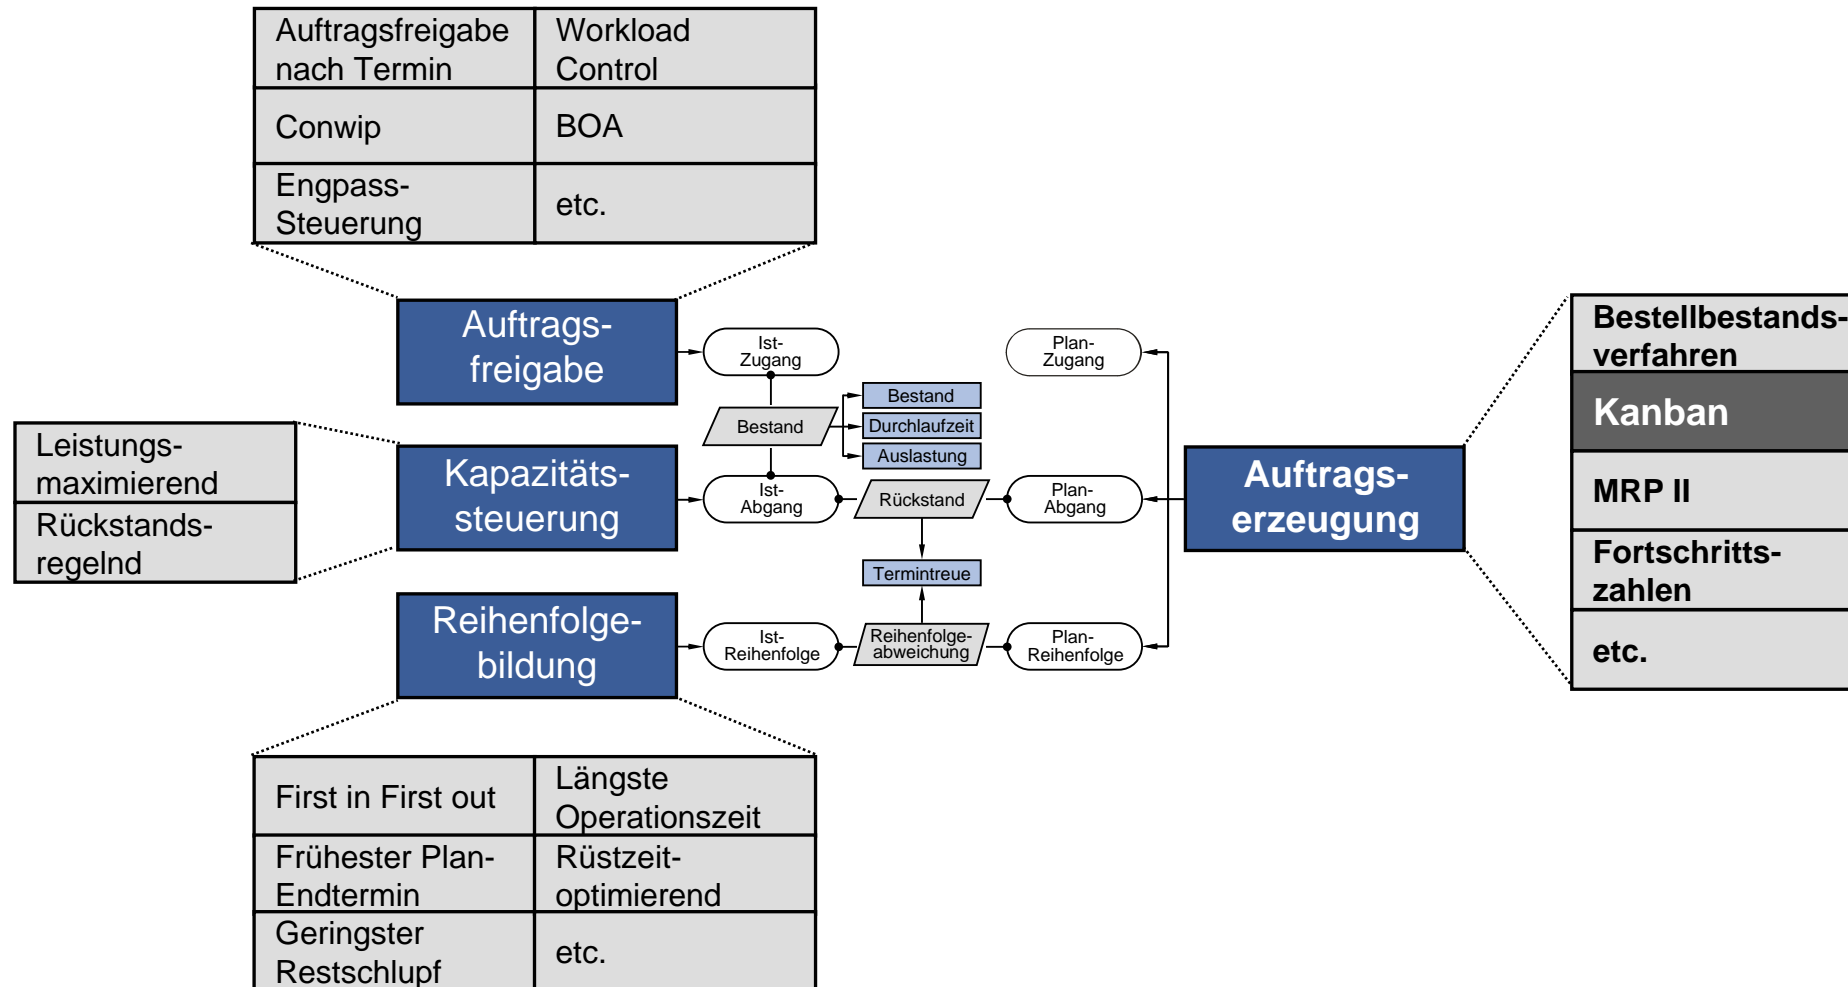 Auftragsfreigabe
nach Termin
Workload
Control
Conwip
BOA
Engpass-
Steuerung
etc.
Auftrags-
freigabe
Ist-
Zugang
Plan-
Zugang
Bestand
Bestand
Durchlaufzeit
Auslastung
Bestellbestands-
verfahren
Kanban
MRP II
Fortschritts-
zahlen
etc.
Leistungs-
maximierend
Rückstands-
regelnd
Kapazitäts-
steuerung
Ist-
Abgang
Rückstand
Plan-
Abgang
Auftrags-
erzeugung
Termintreue
Reihenfolge-
bildung
Ist-
Reihenfolge
Reihenfolge-
abweichung
Plan-
Reihenfolge
First in First out
Längste
Operationszeit
Frühester Plan-
Endtermin
Rüstzeit-
optimierend
Geringster
Restschlupf
etc.